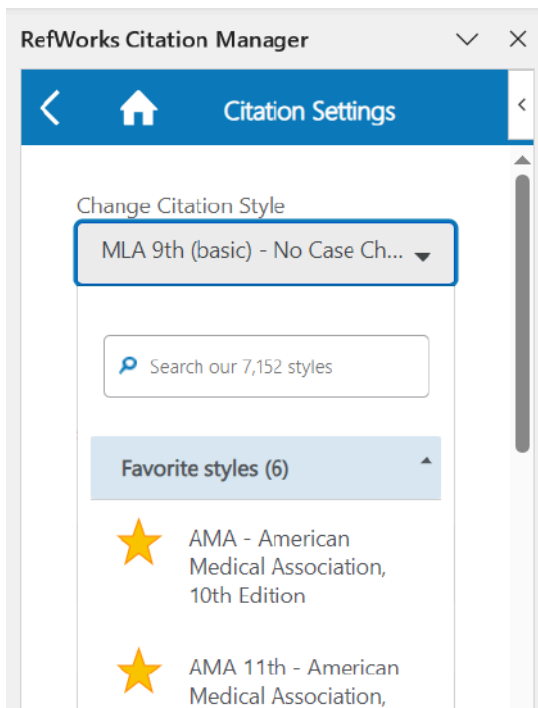 RefWorks Citation Manager
Citation Settings
Change Citation Style
MLA 9th (basic) - No Case Ch...
Search our 7,152 styles
Favorite styles (6)
AMA - American
Medical Association,
10th Edition
AMA 11th - American
Medical Association,